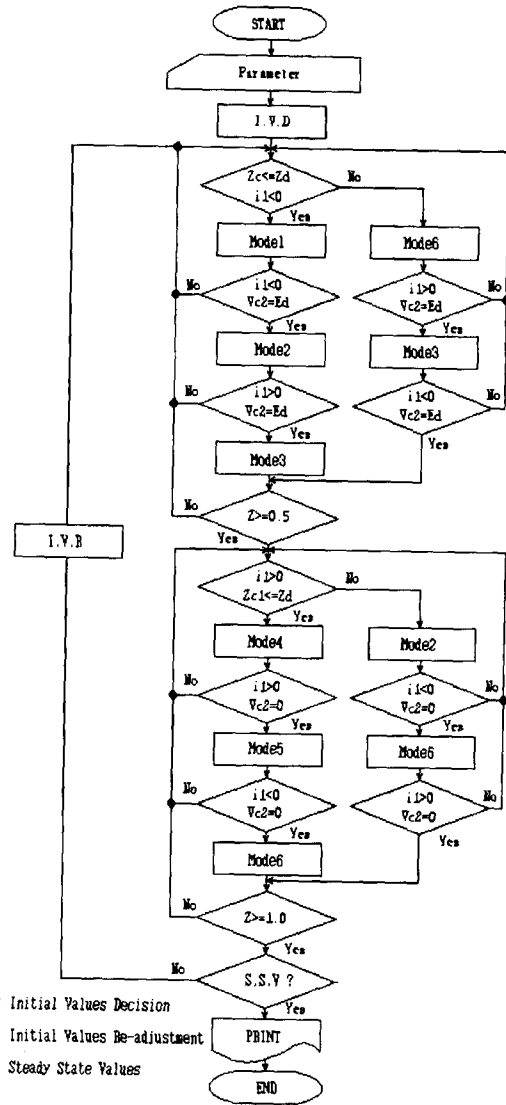 START
Parameter
I.V.D
Zc<=Zd
i1<0
No
Yes
Mode1
Mode6
No
i1<0
Vc2=Ed
Yes
i1>0
Vc2=Ed
No
Yes
Mode2
Mode3
No
i1>0
Vc2=Ed
Yes
i1<0
Vc2=Ed
No
Yes
Mode3
No
Z>=0.5
Yes
I.V.R
i1>0
Zc1<=Zd
No
Yes
Mode4
Mode2
No
i1>0
Vc2=0
Yes
i1<0
Vc2=0
No
Yes
Mode5
Mode6
No
i1<0
Vc2=0
Yes
i1>0
Vc2=0
No
Yes
Mode6
No
Z>=1.0
Yes
No
S.S.V ?
Yes
Initial Values Decision
Initial Values Re-adjustment
PRINT
Steady State Values
END